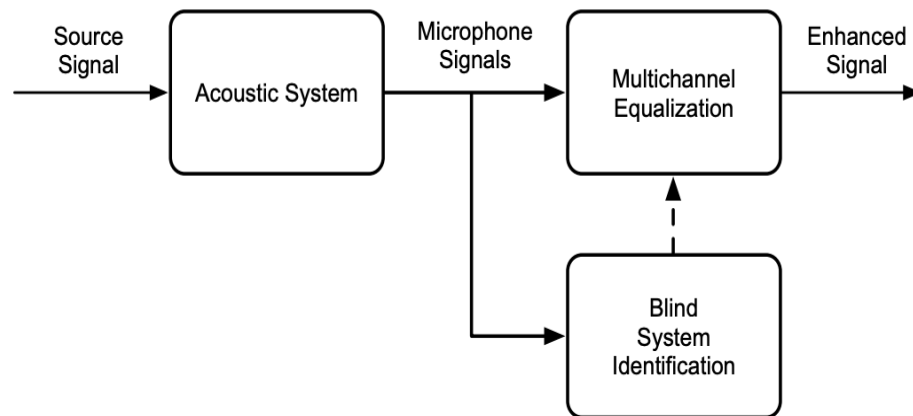 Source
Signal
Acoustic System
Microphone
Signals
Multichannel
Equalization
Enhanced
Signal
Blind
System
Identification